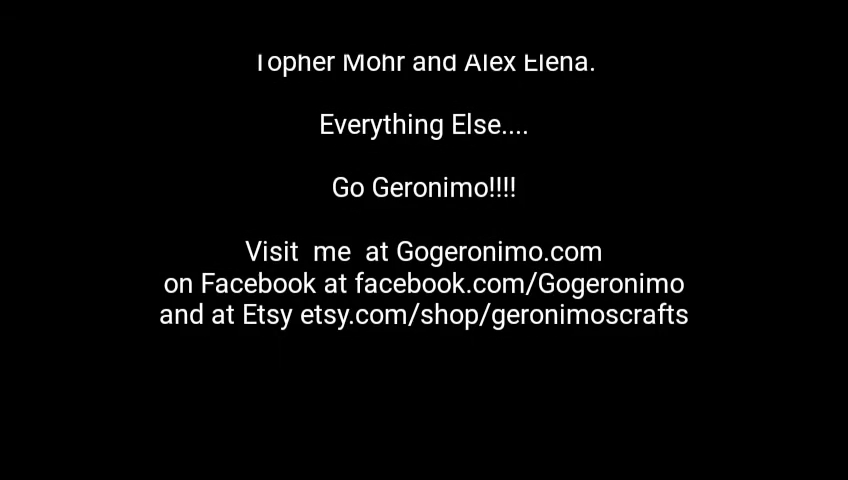 Topher Mohr and Alex Elena.
Everything Else....
Go Geronimo!!!!
Visit  me  at Gogeronimo.com
on Facebook at facebook.com/Gogeronimo
and at Etsy etsy.com/shop/geronimoscrafts